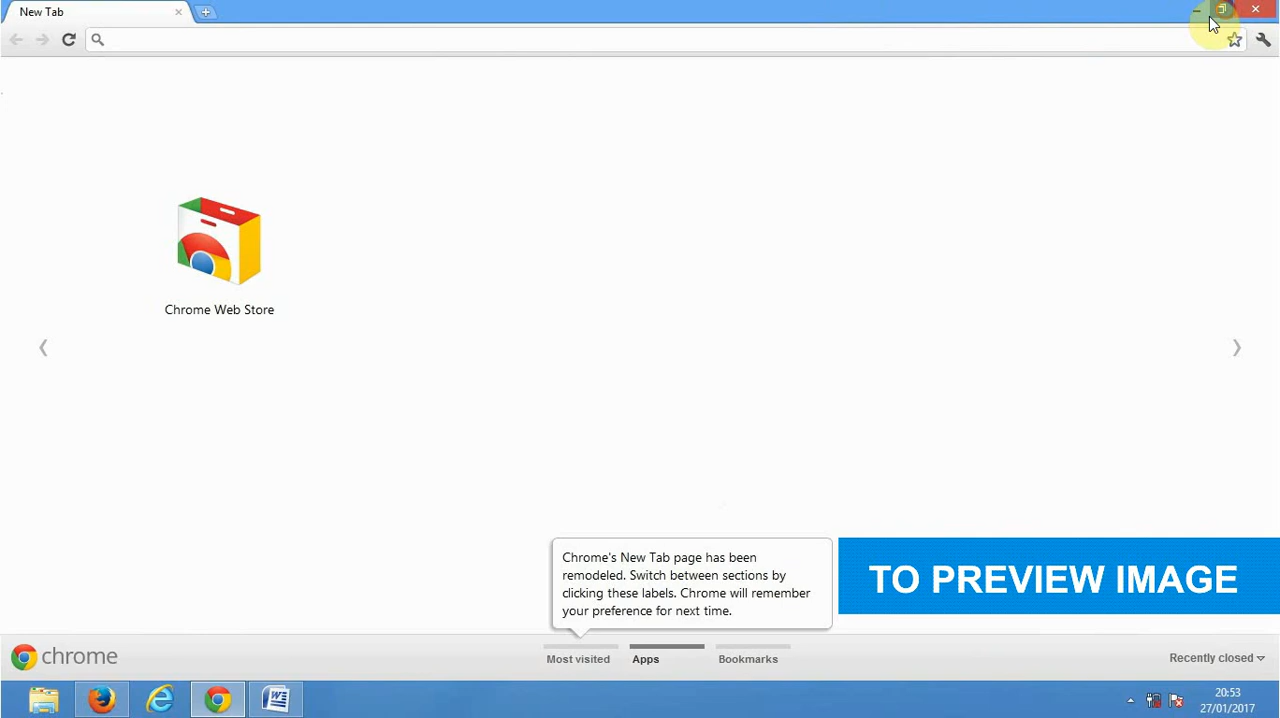 New Tab
Chrome Web Store
Chrome's New Tab page has been
remodeled. Switch between sections by
clicking these labels. Chrome will remember
your preference for next time.
TO PREVIEW IMAGE
chrome
Most visited
Apps
Bookmarks
Recently closed
20:53
27/01/2017